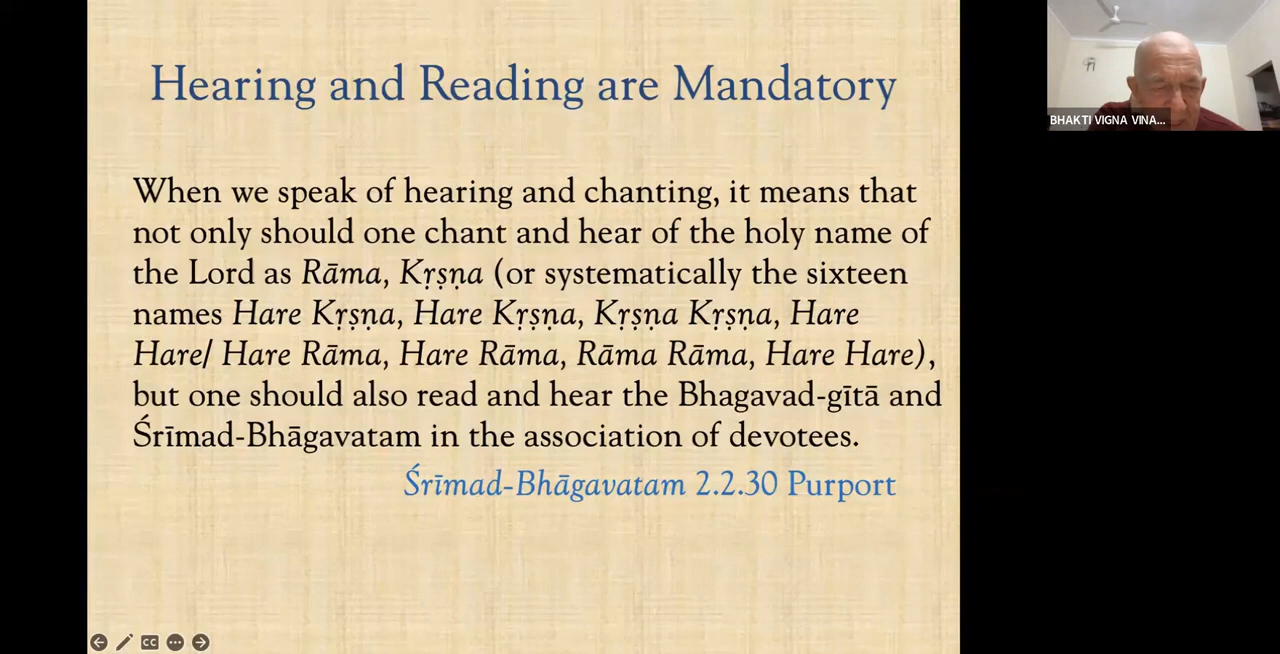 Hearing and Reading are Mandatory
When we speak of hearing and chanting, it means that
not only should one chant and hear of the holy name of
the Lord as Rāma, Kṛṣṇa (or systematically the sixteen
names Hare Kṛṣṇa, Hare Kṛṣṇa, Kṛṣṇa Kṛṣṇa, Hare
Hare/ Hare Rāma, Hare Rāma, Rāma Rāma, Hare Hare),
but one should also read and hear the Bhagavad-gītā and
Śrīmad-Bhāgavatam in the association of devotees.
Śrīmad-Bhāgavatam 2.2.30 Purport
BHAKTI VIGNA VINA...
CC